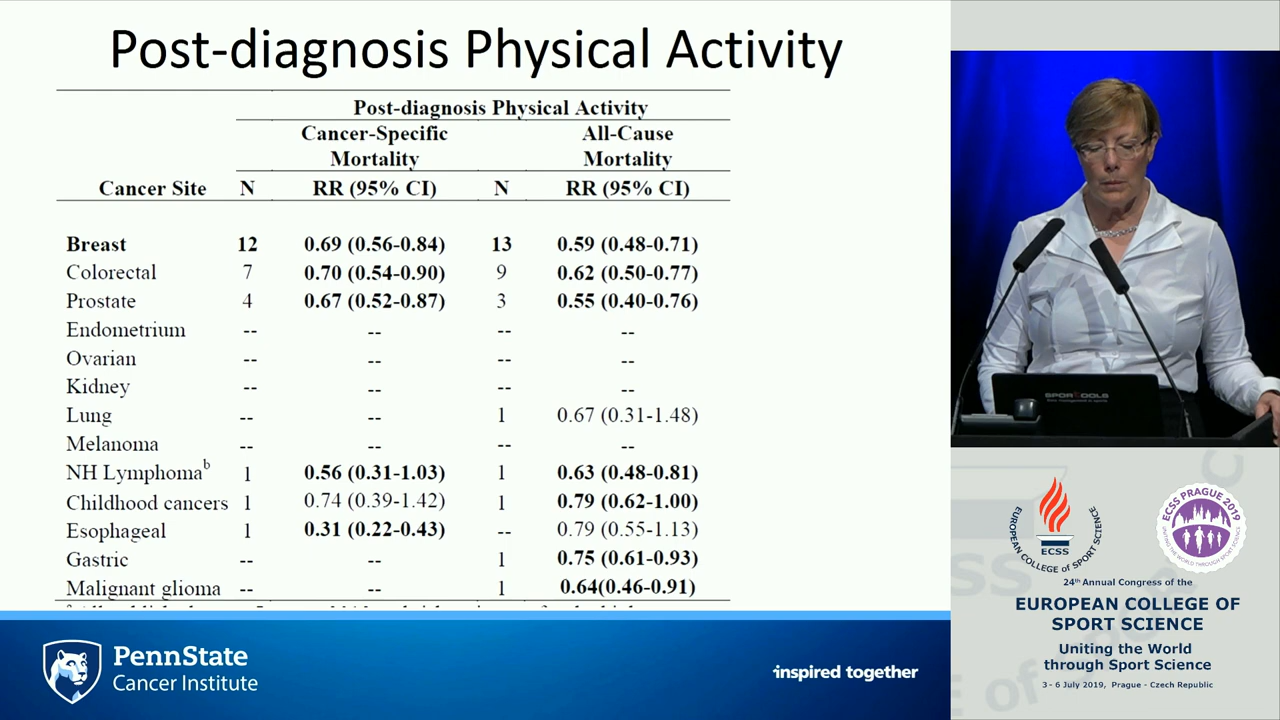 Post-diagnosis Physical Activity
Post-diagnosis Physical Activity
Cancer-Specific Mortality All-Cause Mortality
Cancer Site N RR (95% CI) N RR (95% CI)
Breast 12 0.69 (0.56-0.84) 13 0.59 (0.48-0.71)
Colorectal 7 0.70 (0.54-0.90) 9 0.62 (0.50-0.77)
Prostate 4 0.67 (0.52-0.87) 3 0.55 (0.40-0.76)
Endometrium -- -- -- --
Ovarian -- -- -- --
Kidney -- -- -- --
Lung -- -- 1 0.67 (0.31-1.48)
Melanoma -- -- -- --
NH Lymphoma^b 1 0.56 (0.31-1.03) 1 0.63 (0.48-0.81)
Childhood cancers 1 0.74 (0.39-1.42) 1 0.79 (0.62-1.00)
Esophageal 1 0.31 (0.22-0.43) -- 0.79 (0.55-1.13)
Gastric -- -- 1 0.75 (0.61-0.93)
Malignant glioma -- -- 1 0.64(0.46-0.91)
PennState
Cancer Institute
inspired together
EUROPEAN COLLEGE OF SPORT SCIENCE
ECSS
ECSS PRAGUE 2019
UNITING THE WORLD THROUGH SPORT SCIENCE
24th Annual Congress of the
EUROPEAN COLLEGE OF
SPORT SCIENCE
Uniting the World
through Sport Science
3 - 6 July 2019, Prague - Czech Republic